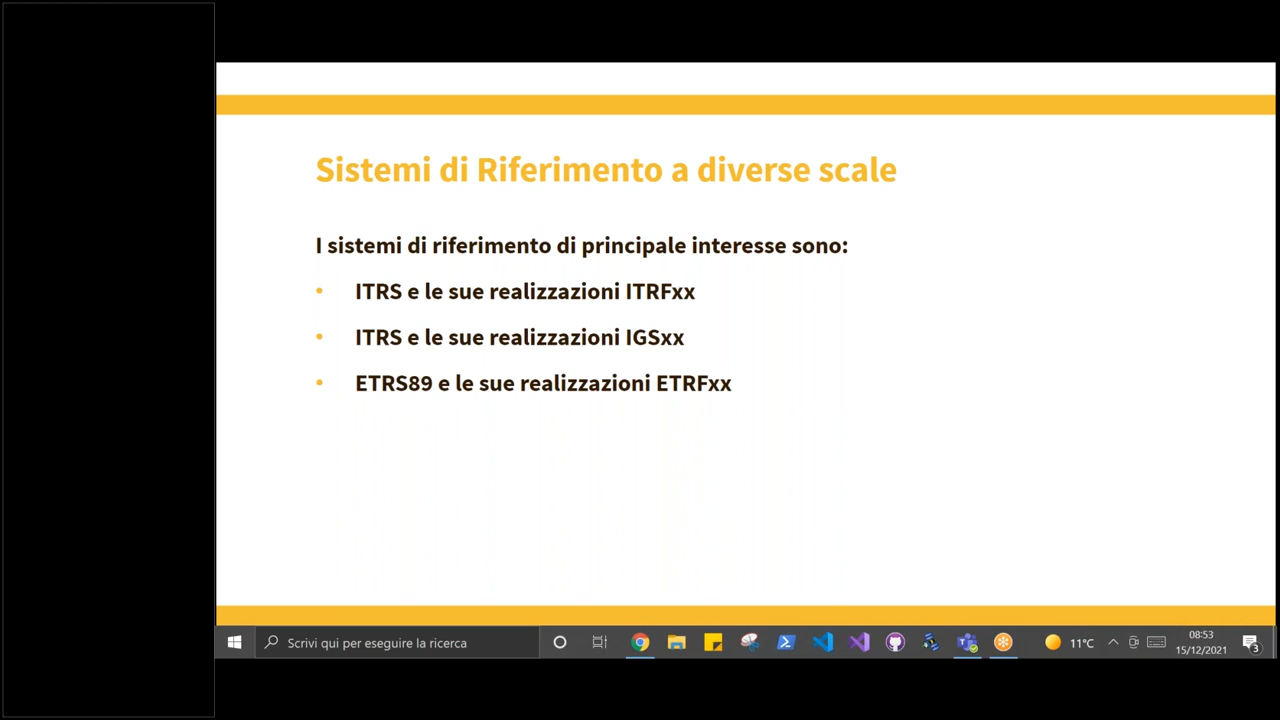 Sistemi di Riferimento a diverse scale
I sistemi di riferimento di principale interesse sono:
• ITRS e le sue realizzazioni ITRFxx
• ITRS e le sue realizzazioni IGSxx
• ETRS89 e le sue realizzazioni ETRFxx
Scrivi qui per eseguire la ricerca
11°C
08:53
15/12/2021
3